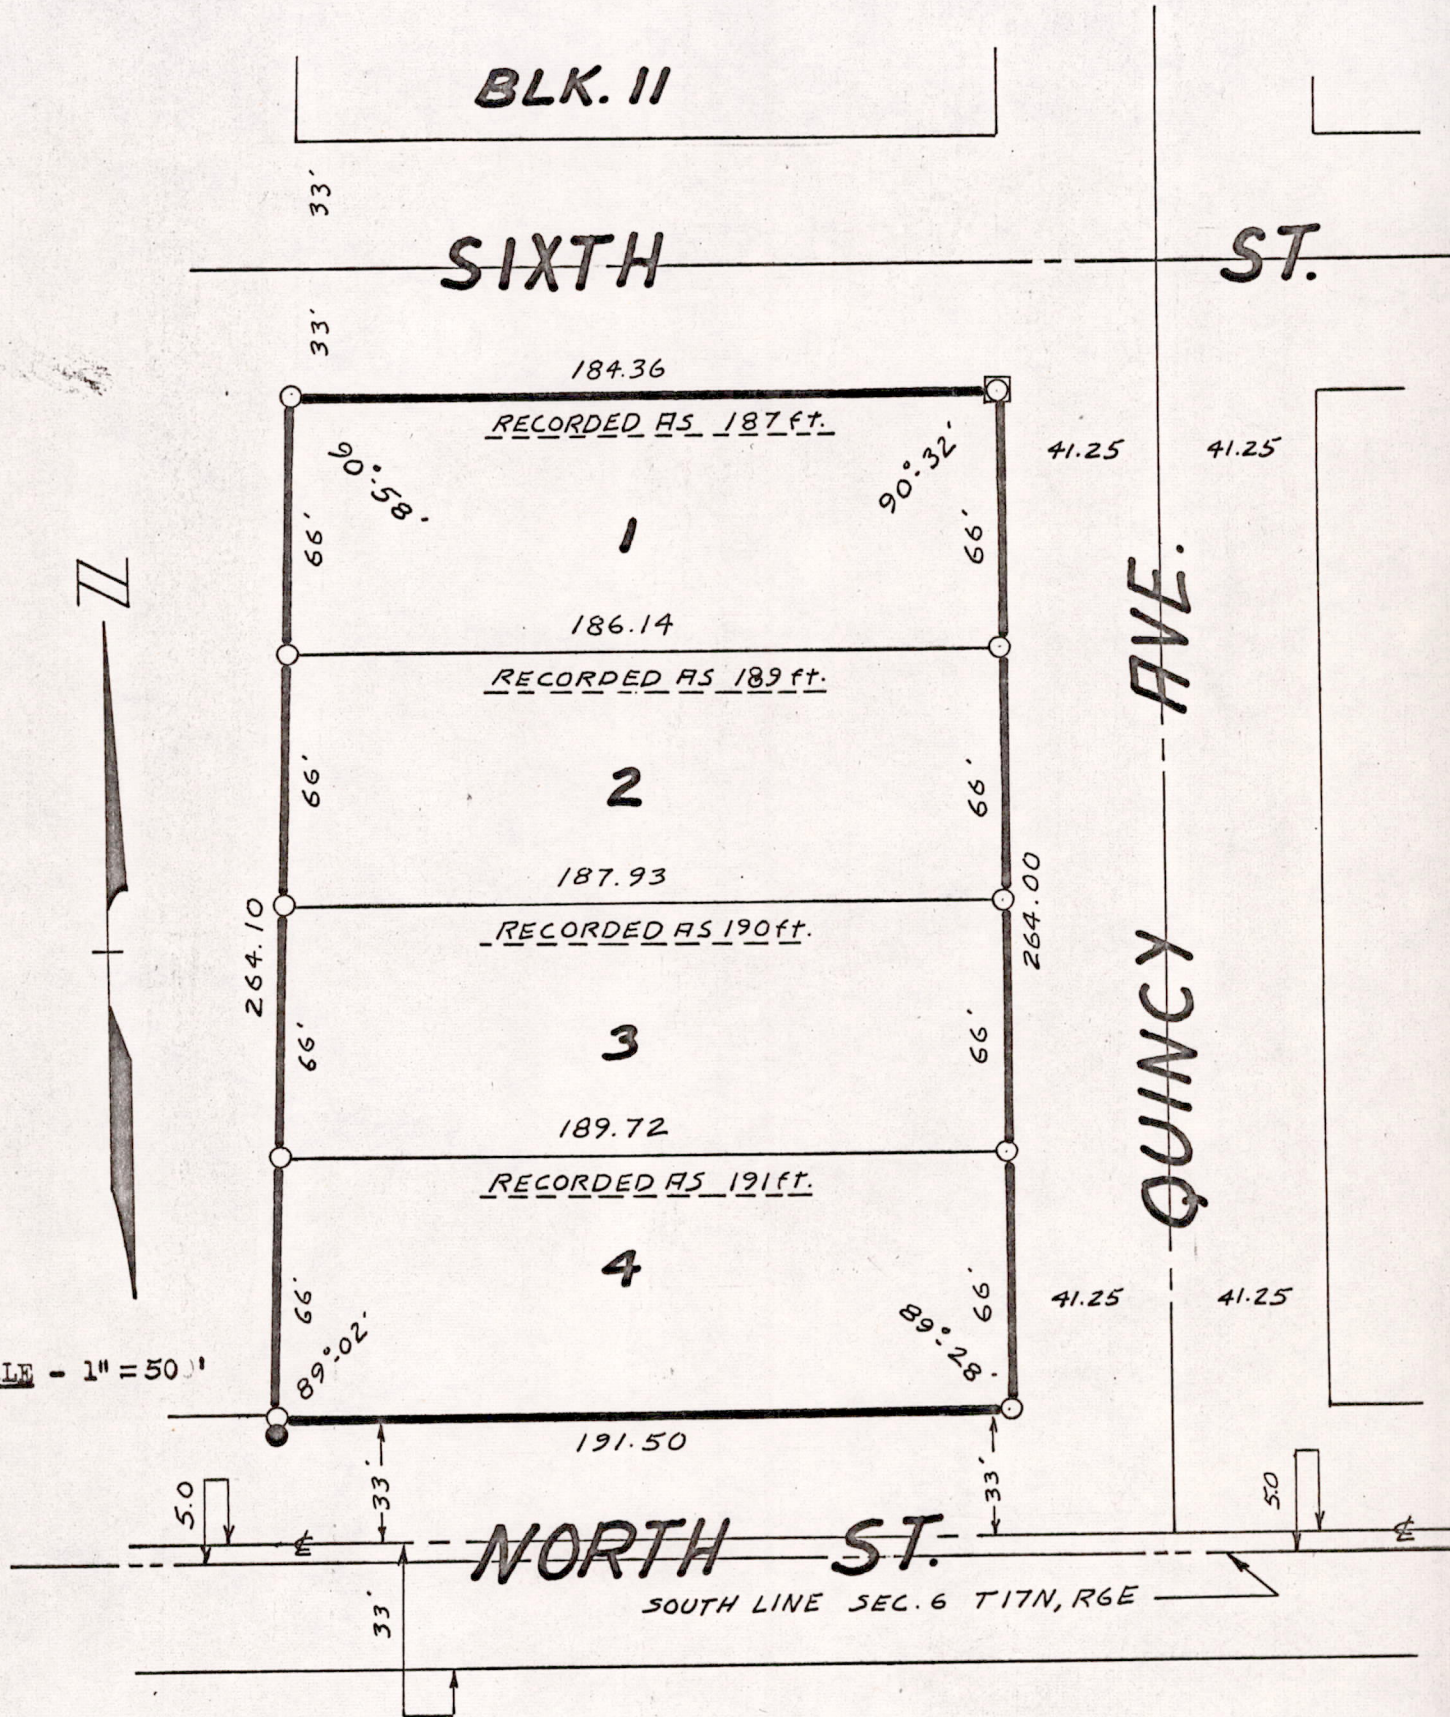 BLK. 11
33'
SIXTH ST.
33'
184.36
RECORDED AS 187 ft.
90°-58'
90°-32'
41.25 41.25
66'
1
66'
AVE.
N
186.14
RECORDED AS 189 ft.
66'
2
66'
187.93
264.10
264.00
RECORDED AS 190 ft.
QUINCY
66'
3
66'
189.72
RECORDED AS 191 ft.
4
66'
66'
41.25 41.25
89°-02'
89°-28'
LE - 1" = 50'
191.50
5.0
33'
33'
5.0
℄
NORTH ST.
℄
33'
SOUTH LINE SEC. 6 T17N, R6E